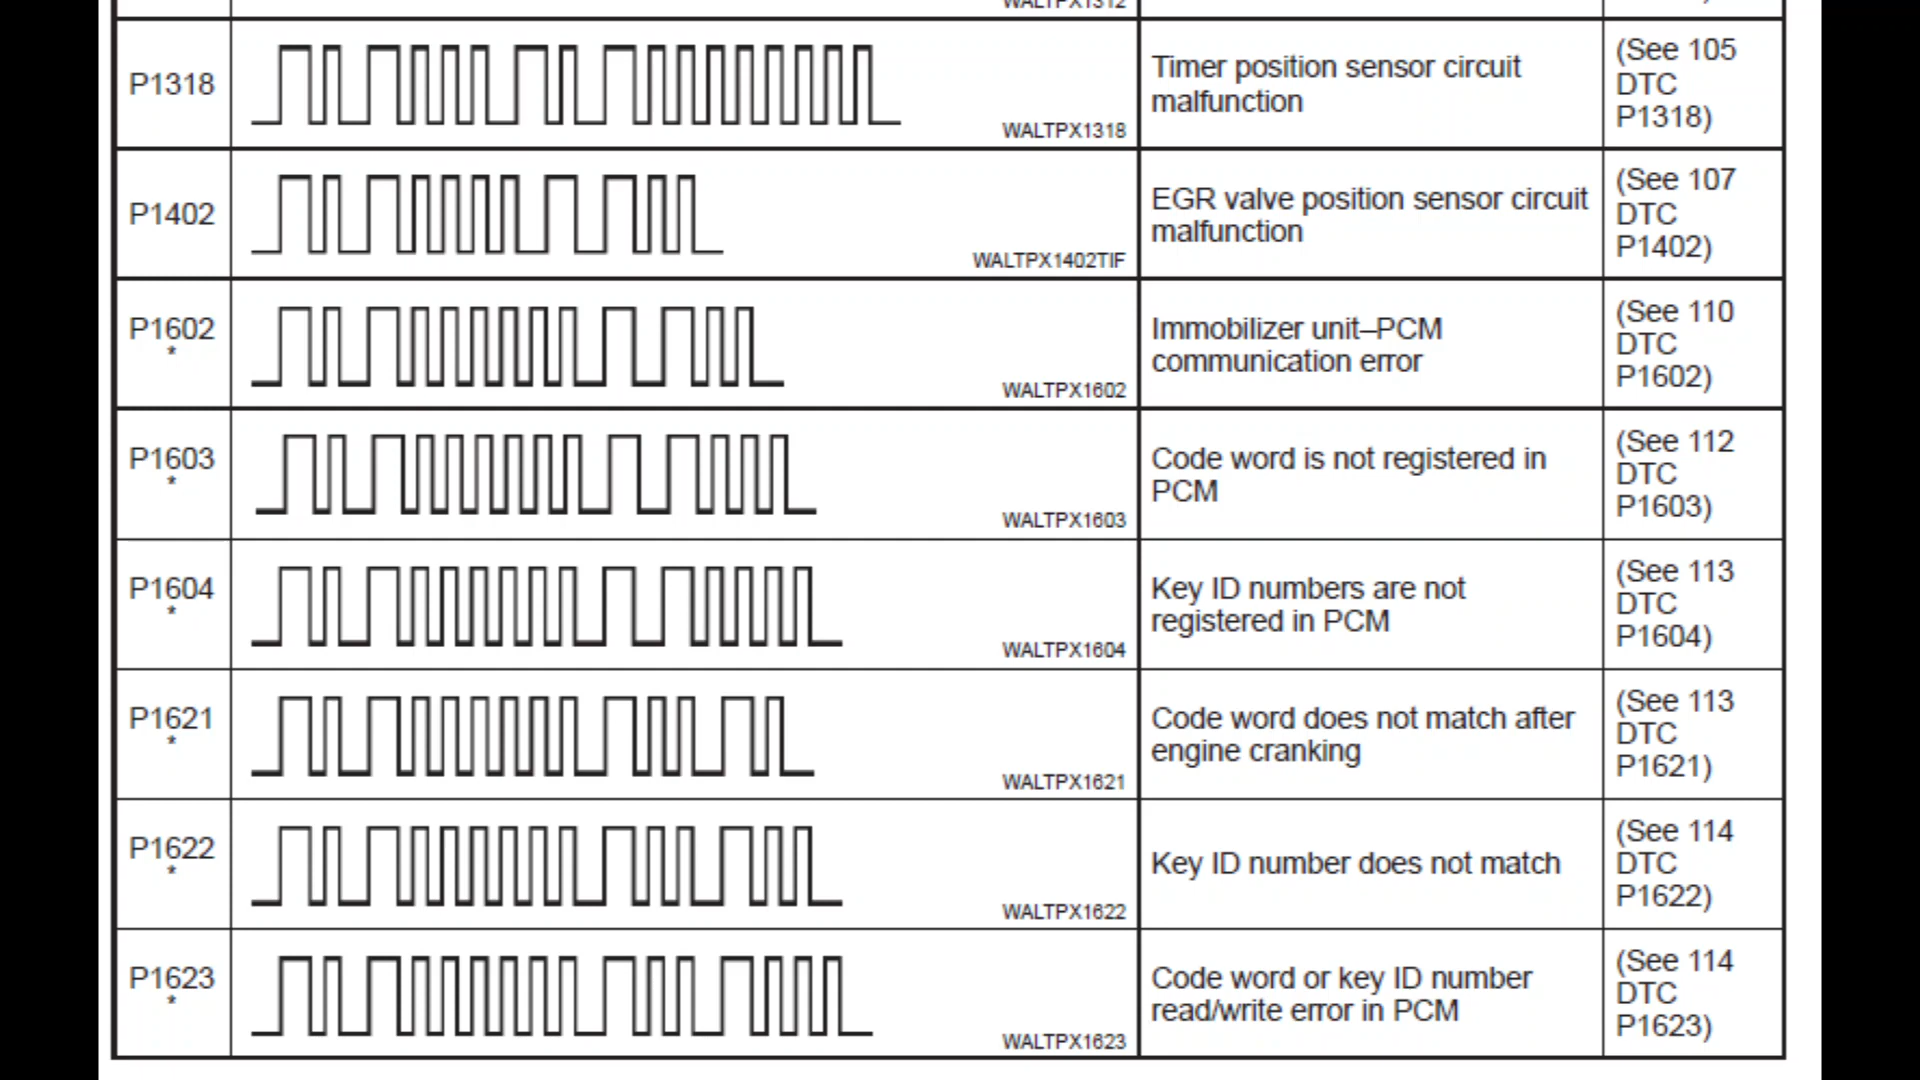 WALTPX1312
P1318
WALTPX1318
Timer position sensor circuit
malfunction
(See 105
DTC
P1318)
P1402
WALTPX1402TIF
EGR valve position sensor circuit
malfunction
(See 107
DTC
P1402)
P1602
*
WALTPX1602
Immobilizer unit–PCM
communication error
(See 110
DTC
P1602)
P1603
*
WALTPX1603
Code word is not registered in
PCM
(See 112
DTC
P1603)
P1604
*
WALTPX1604
Key ID numbers are not
registered in PCM
(See 113
DTC
P1604)
P1621
*
WALTPX1621
Code word does not match after
engine cranking
(See 113
DTC
P1621)
P1622
*
WALTPX1622
Key ID number does not match
(See 114
DTC
P1622)
P1623
*
WALTPX1623
Code word or key ID number
read/write error in PCM
(See 114
DTC
P1623)